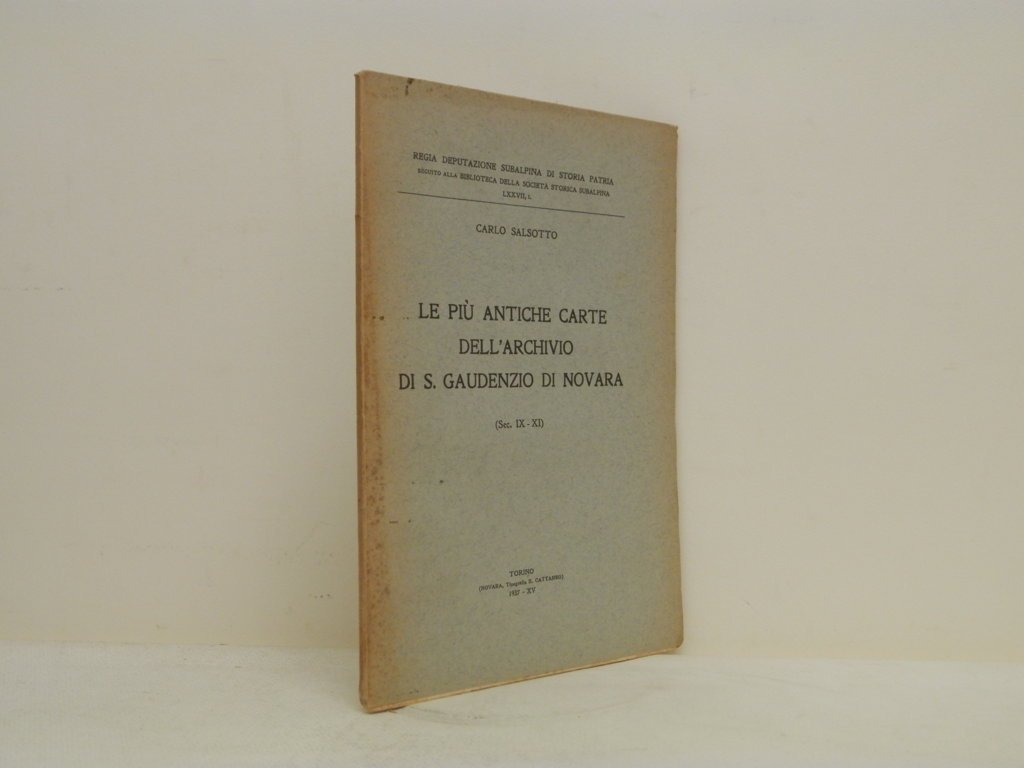 REGIA DEPUTAZIONE SUBALPINA DI STORIA PATRIA
SEGUITO ALLA BIBLIOTECA DELLA SOCIETÀ STORICA SUBALPINA
LXXVII, I.
CARLO SALSOTTO
LE PIÙ ANTICHE CARTE
DELL'ARCHIVIO
DI S. GAUDENZIO DI NOVARA
(Sec. IX - XI)
TORINO
(NOVARA, Tipografia E. CATTANEO)
1937 - XV